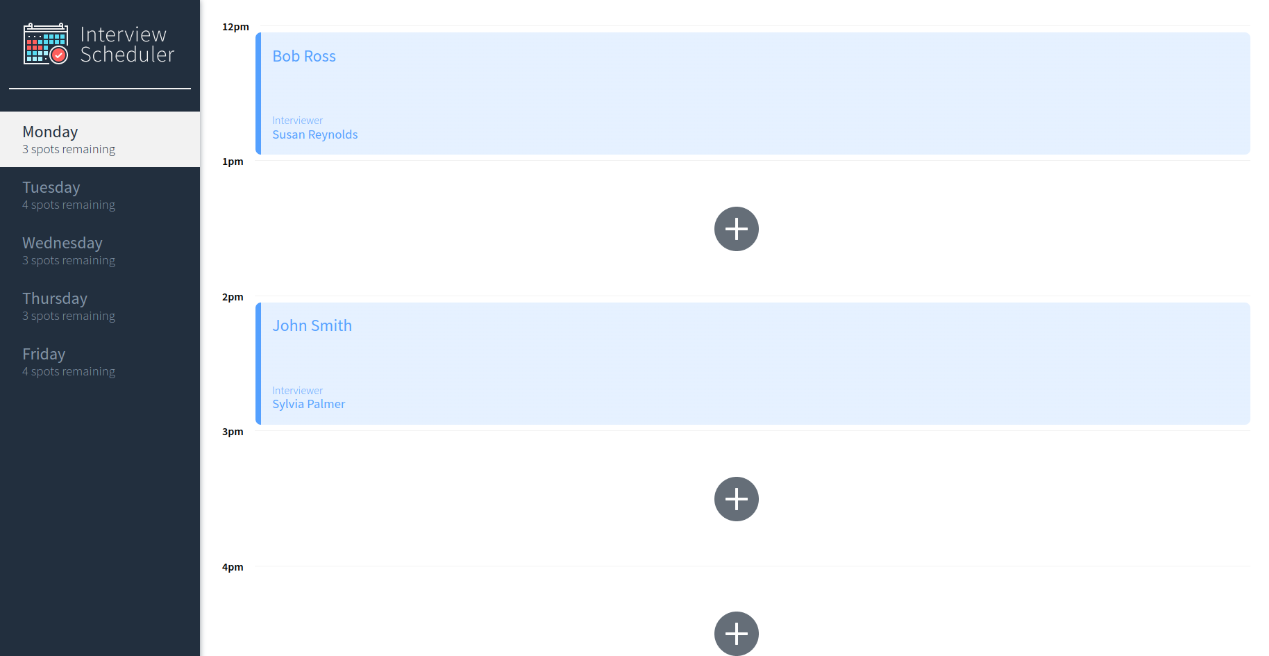 Interview
Scheduler
Monday
3 spots remaining
Tuesday
4 spots remaining
Wednesday
3 spots remaining
Thursday
3 spots remaining
Friday
4 spots remaining
12pm
Bob Ross
Interviewer
Susan Reynolds
1pm
2pm
John Smith
Interviewer
Sylvia Palmer
3pm
4pm